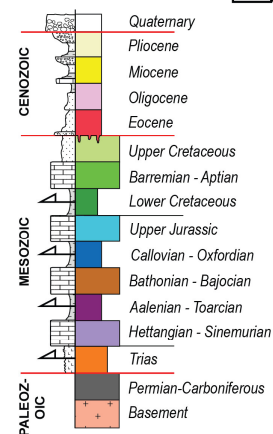 CENOZOIC
Quaternary
Pliocene
Miocene
Oligocene
Eocene
MESOZOIC
Upper Cretaceous
Barremian - Aptian
Lower Cretaceous
Upper Jurassic
Callovian - Oxfordian
Bathonian - Bajocian
Aalenian - Toarcian
Hettangian - Sinemurian
Trias
PALEOZ-
OIC
Permian-Carboniferous
Basement